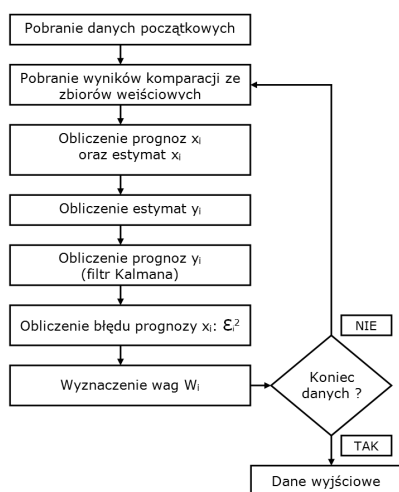 Pobranie danych początkowych
Pobranie wyników komparacji ze
zbiorów wejściowych
Obliczenie prognoz xᵢ
oraz estymat xᵢ
Obliczenie estymat yᵢ
Obliczenie prognoz yᵢ
(filtr Kalmana)
Obliczenie błędu prognozy xᵢ: Ɛᵢ²
Wyznaczenie wag Wᵢ
NIE
Koniec
danych ?
TAK
Dane wyjściowe